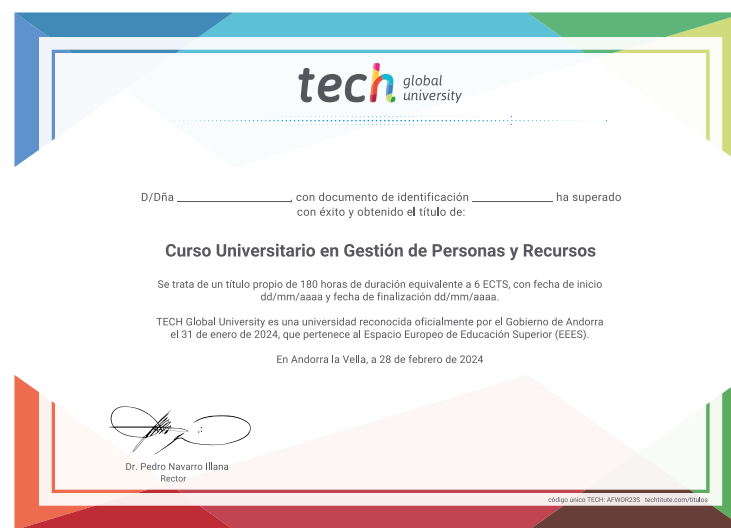 tech global university
D/Dña ____________, con documento de identificación ____________ ha superado
con éxito y obtenido el título de:
Curso Universitario en Gestión de Personas y Recursos
Se trata de un título propio de 180 horas de duración equivalente a 6 ECTS, con fecha de inicio
dd/mm/aaaa y fecha de finalización dd/mm/aaaa.
TECH Global University es una universidad reconocida oficialmente por el Gobierno de Andorra
el 31 de enero de 2024, que pertenece al Espacio Europeo de Educación Superior (EEES).
En Andorra la Vella, a 28 de febrero de 2024
Dr. Pedro Navarro Illana
Rector
código único TECH: AFWOR23S techtitute.com/titulos